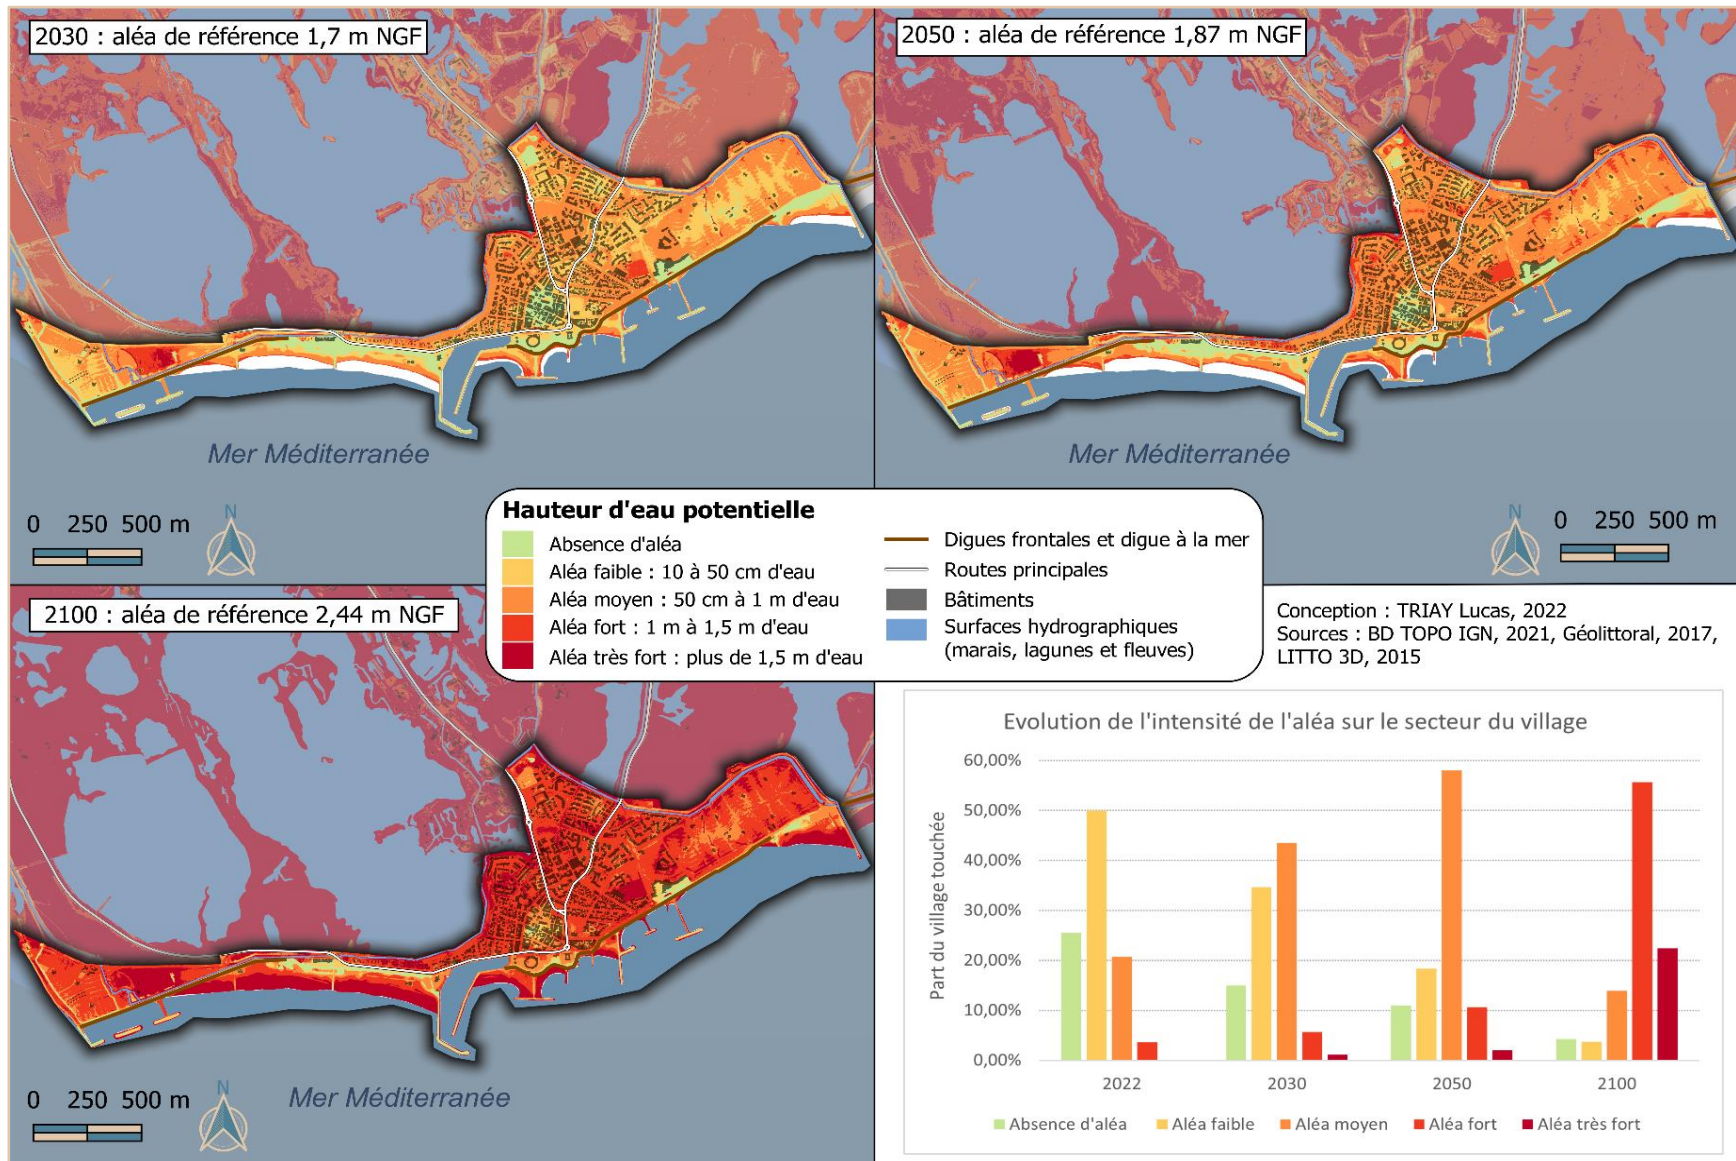 2030 : aléa de référence 1,7 m NGF
Mer Méditerranée
0 250 500 m
N
2050 : aléa de référence 1,87 m NGF
Mer Méditerranée
N
0 250 500 m
2100 : aléa de référence 2,44 m NGF
Mer Méditerranée
0 250 500 m
N
Hauteur d'eau potentielle
Absence d'aléa
Aléa faible : 10 à 50 cm d'eau
Aléa moyen : 50 cm à 1 m d'eau
Aléa fort : 1 m à 1,5 m d'eau
Aléa très fort : plus de 1,5 m d'eau
Digues frontales et digue à la mer
Routes principales
Bâtiments
Surfaces hydrographiques
(marais, lagunes et fleuves)
Conception : TRIAY Lucas, 2022
Sources : BD TOPO IGN, 2021, Géolittoral, 2017,
LITTO 3D, 2015
Evolution de l'intensité de l'aléa sur le secteur du village
Part du village touchée
60,00%
50,00%
40,00%
30,00%
20,00%
10,00%
0,00%
2022 2030 2050 2100
Absence d'aléa Aléa faible Aléa moyen Aléa fort Aléa très fort